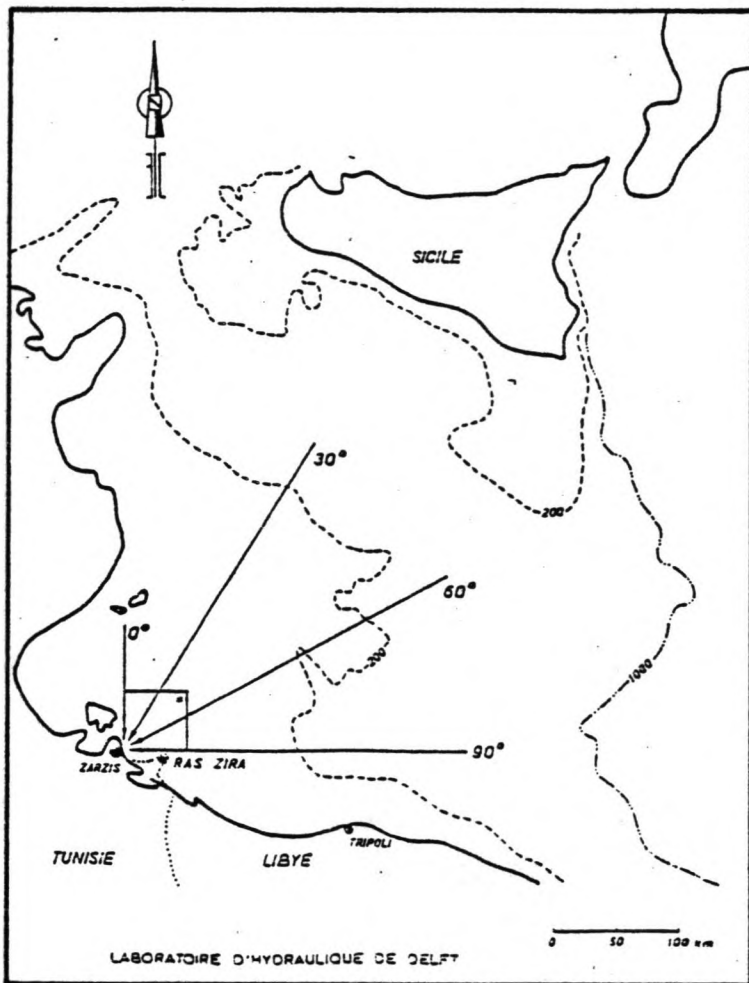 SICILE
30°
200
60°
0°
200
1000
90°
ZARZIS
RAS ZIRA
TRIPOLI
TUNISIE
LIBYE
0 50 100 km
LABORATOIRE D'HYDRAULIQUE DE DELFT